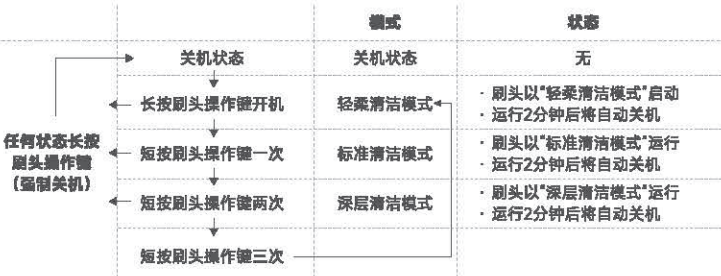 模式
状态
关机状态
关机状态
无
长按刷头操作键开机
轻柔清洁模式
· 刷头以“轻柔清洁模式”启动
· 运行2分钟后将自动关机
任何状态长按
刷头操作键
（强制关机）
短按刷头操作键一次
标准清洁模式
· 刷头以“标准清洁模式”运行
· 运行2分钟后将自动关机
短按刷头操作键两次
深层清洁模式
· 刷头以“深层清洁模式”运行
· 运行2分钟后将自动关机
短按刷头操作键三次